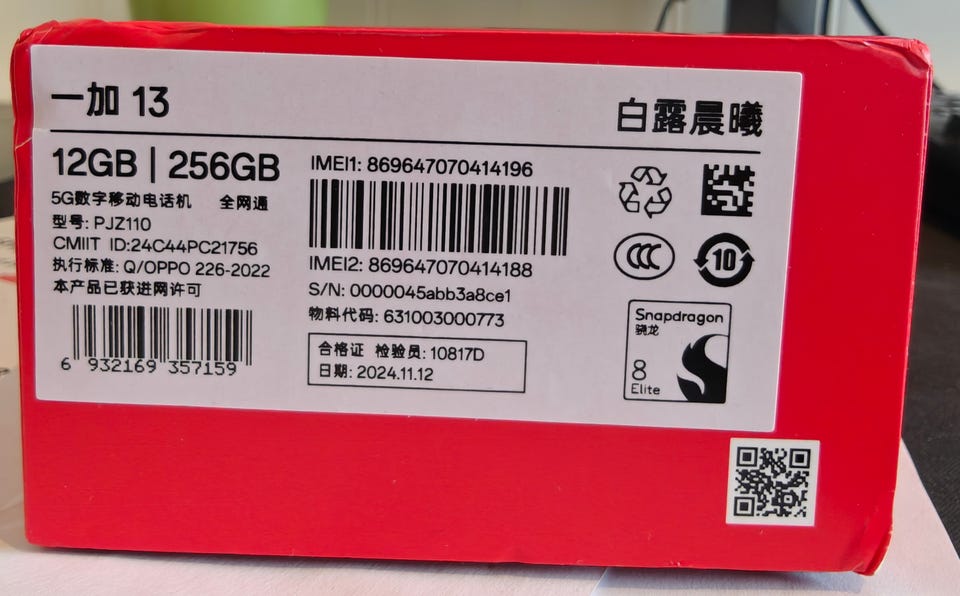 一加 13
白露晨曦
12GB | 256GB
5G数字移动电话机 全网通
型号: PJZ110
CMIIT ID:24C44PC21756
执行标准: Q/OPPO 226-2022
本产品已获进网许可
6 932169 357159
IMEI1: 869647070414196
IMEI2: 869647070414188
S/N: 0000045abb3a8ce1
物料代码: 631003000773
合格证 检验员: 10817D
日期: 2024.11.12
CCC
10
Snapdragon
骁龙
8
Elite